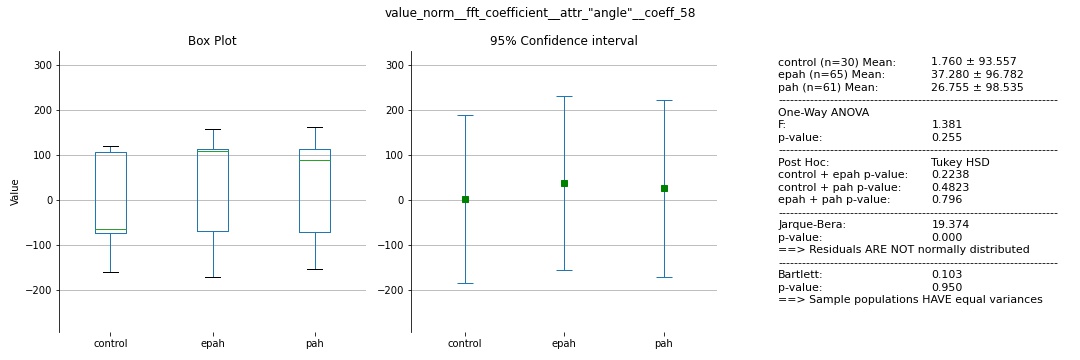 value_norm__fft_coefficient__attr_"angle"__coeff_58
Box Plot
300
200
100
0
−100
−200
Value
control epah pah
95% Confidence interval
300
200
100
0
−100
−200
control epah pah
control (n=30) Mean: 1.760 ± 93.557
epah (n=65) Mean: 37.280 ± 96.782
pah (n=61) Mean: 26.755 ± 98.535
One-Way ANOVA
F: 1.381
p-value: 0.255
Post Hoc: Tukey HSD
control + epah p-value: 0.2238
control + pah p-value: 0.4823
epah + pah p-value: 0.796
Jarque-Bera: 19.374
p-value: 0.000
==> Residuals ARE NOT normally distributed
Bartlett: 0.103
p-value: 0.950
==> Sample populations HAVE equal variances